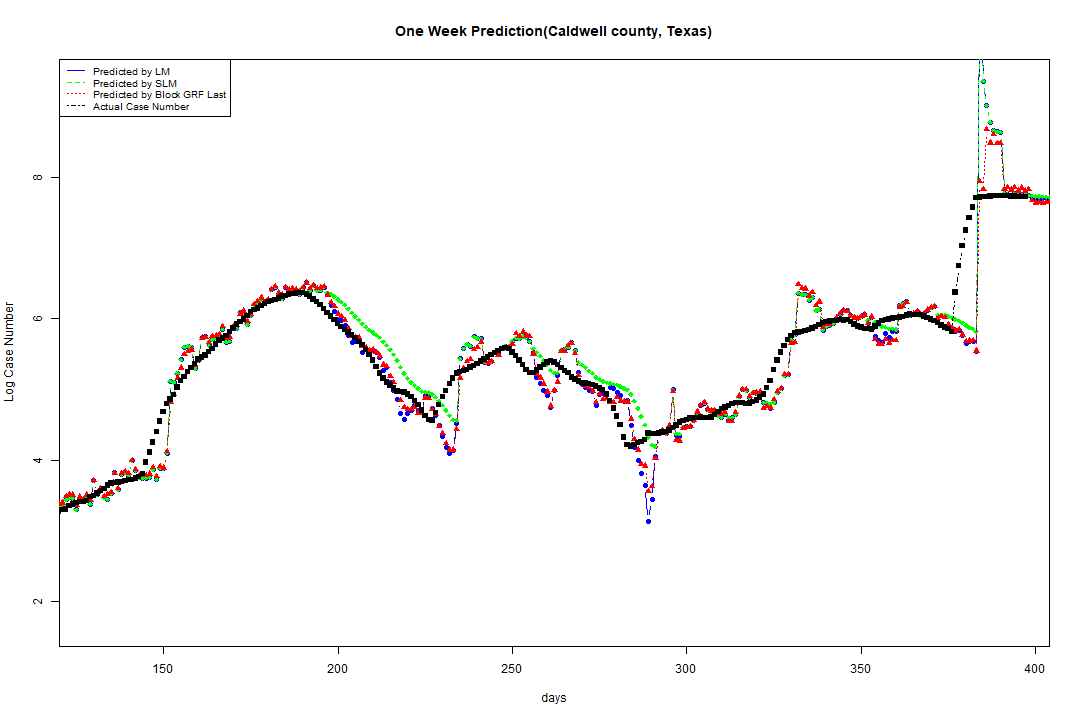 One Week Prediction(Caldwell county, Texas)
Predicted by LM
Predicted by SLM
Predicted by Block GRF Last
Actual Case Number
Log Case Number
8
6
4
2
150 200 250 300 350 400
days